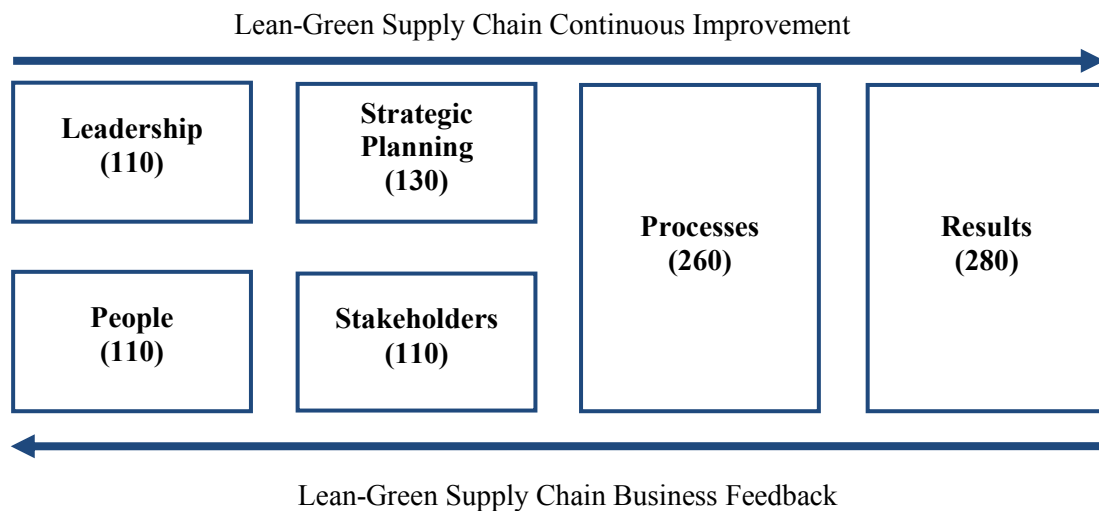 Lean-Green Supply Chain Continuous Improvement
Leadership
(110)
Strategic
Planning
(130)
Processes
(260)
Results
(280)
People
(110)
Stakeholders
(110)
Lean-Green Supply Chain Business Feedback